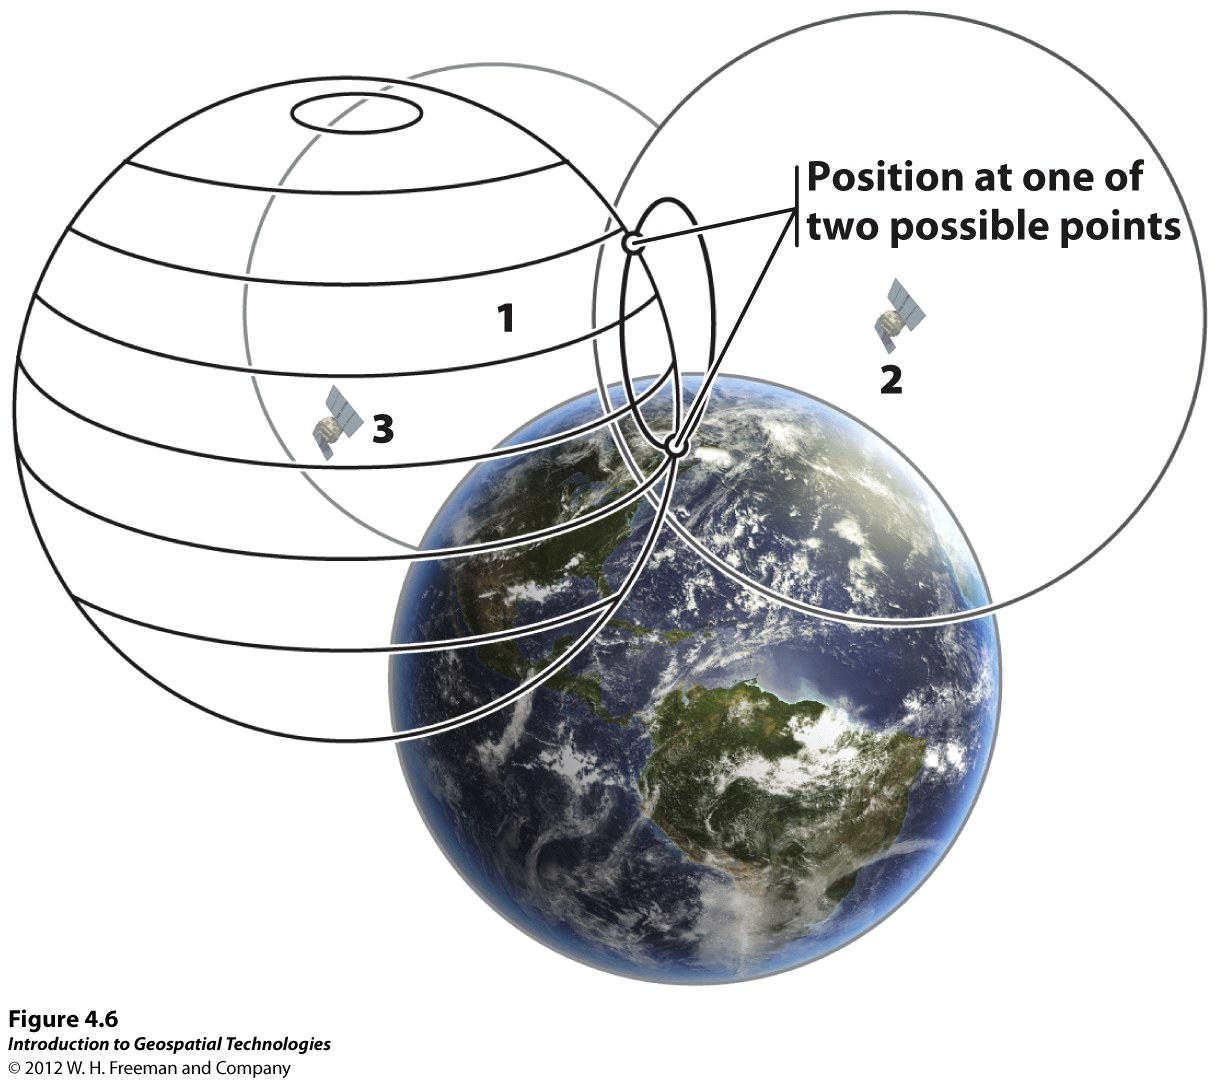 Position at one of
two possible points
1
2
3
Figure 4.6
Introduction to Geospatial Technologies
© 2012 W. H. Freeman and Company